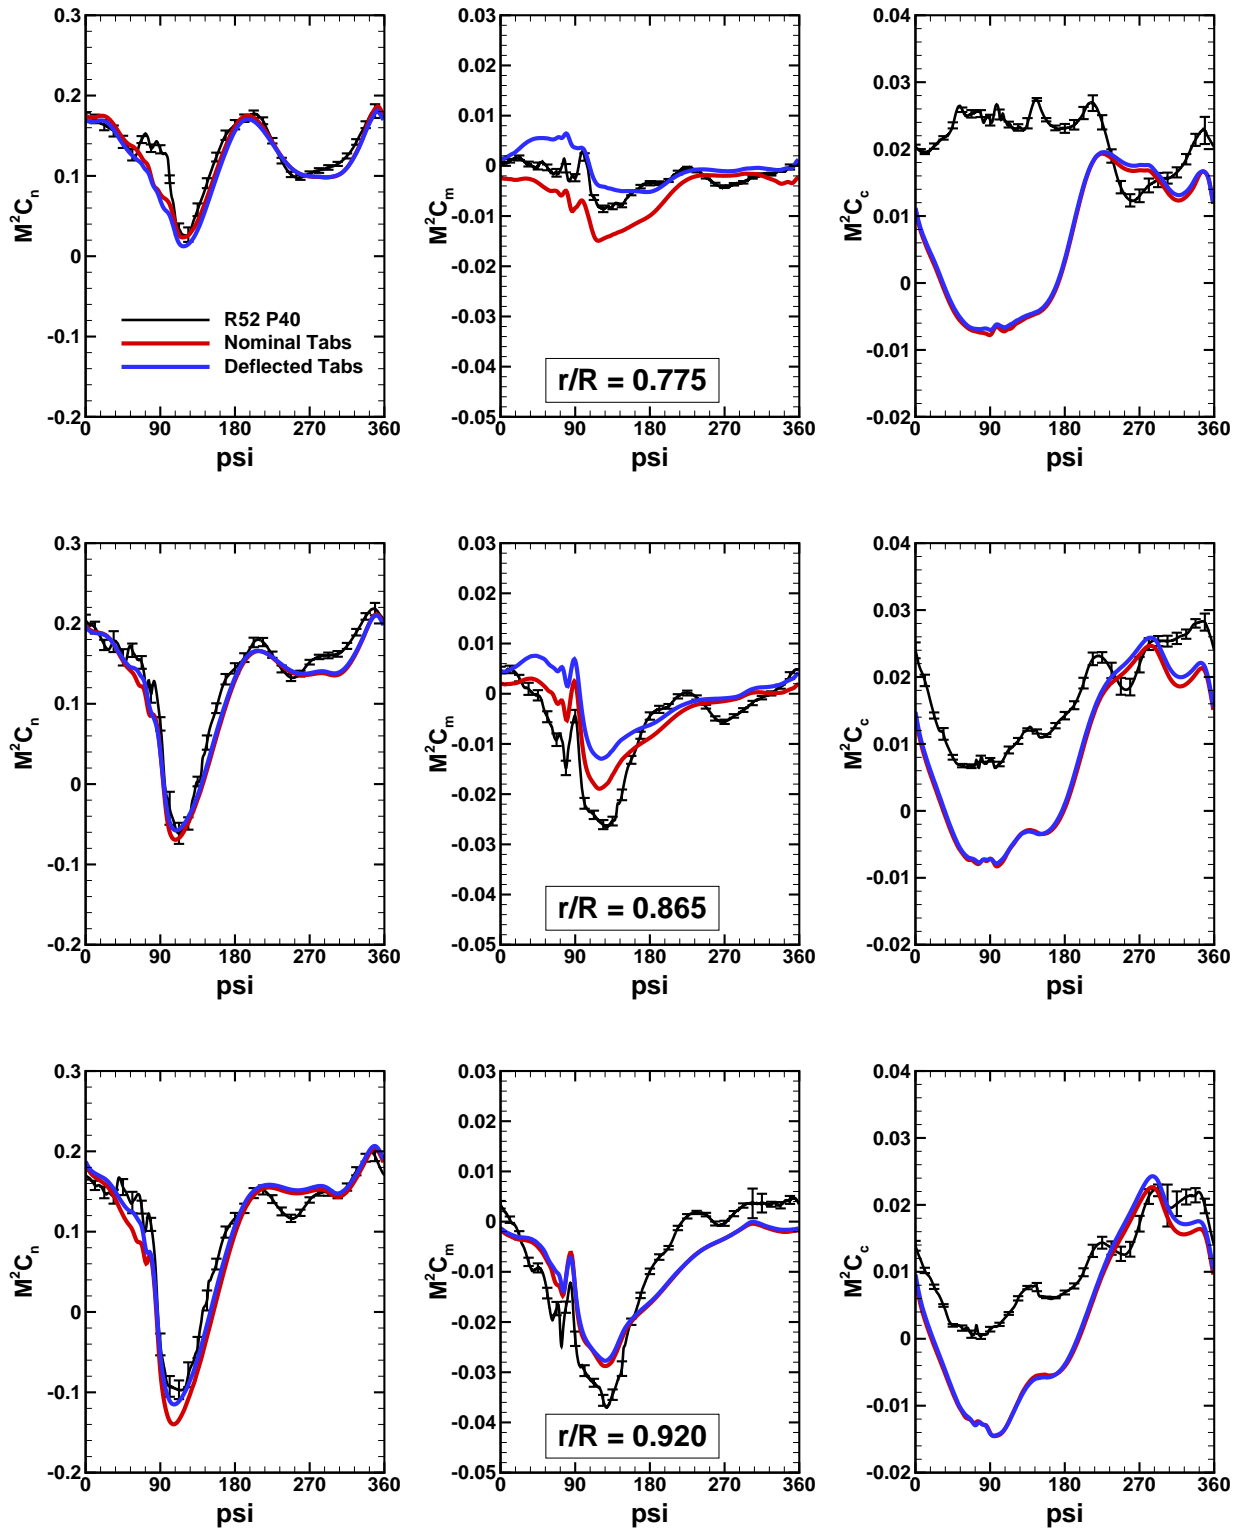 0.3
0.2
0.1
0
-0.1
-0.2
M²Cn
0 90 180 270 360
psi
R52 P40
Nominal Tabs
Deflected Tabs
0.03
0.02
0.01
0
-0.01
-0.02
-0.03
-0.04
-0.05
M²Cm
0 90 180 270 360
psi
r/R = 0.775
0.04
0.03
0.02
0.01
0
-0.01
-0.02
M²Cc
0 90 180 270 360
psi
0.3
0.2
0.1
0
-0.1
-0.2
M²Cn
0 90 180 270 360
psi
0.03
0.02
0.01
0
-0.01
-0.02
-0.03
-0.04
-0.05
M²Cm
0 90 180 270 360
psi
r/R = 0.865
0.04
0.03
0.02
0.01
0
-0.01
-0.02
M²Cc
0 90 180 270 360
psi
0.3
0.2
0.1
0
-0.1
-0.2
M²Cn
0 90 180 270 360
psi
0.03
0.02
0.01
0
-0.01
-0.02
-0.03
-0.04
-0.05
M²Cm
0 90 180 270 360
psi
r/R = 0.920
0.04
0.03
0.02
0.01
0
-0.01
-0.02
M²Cc
0 90 180 270 360
psi